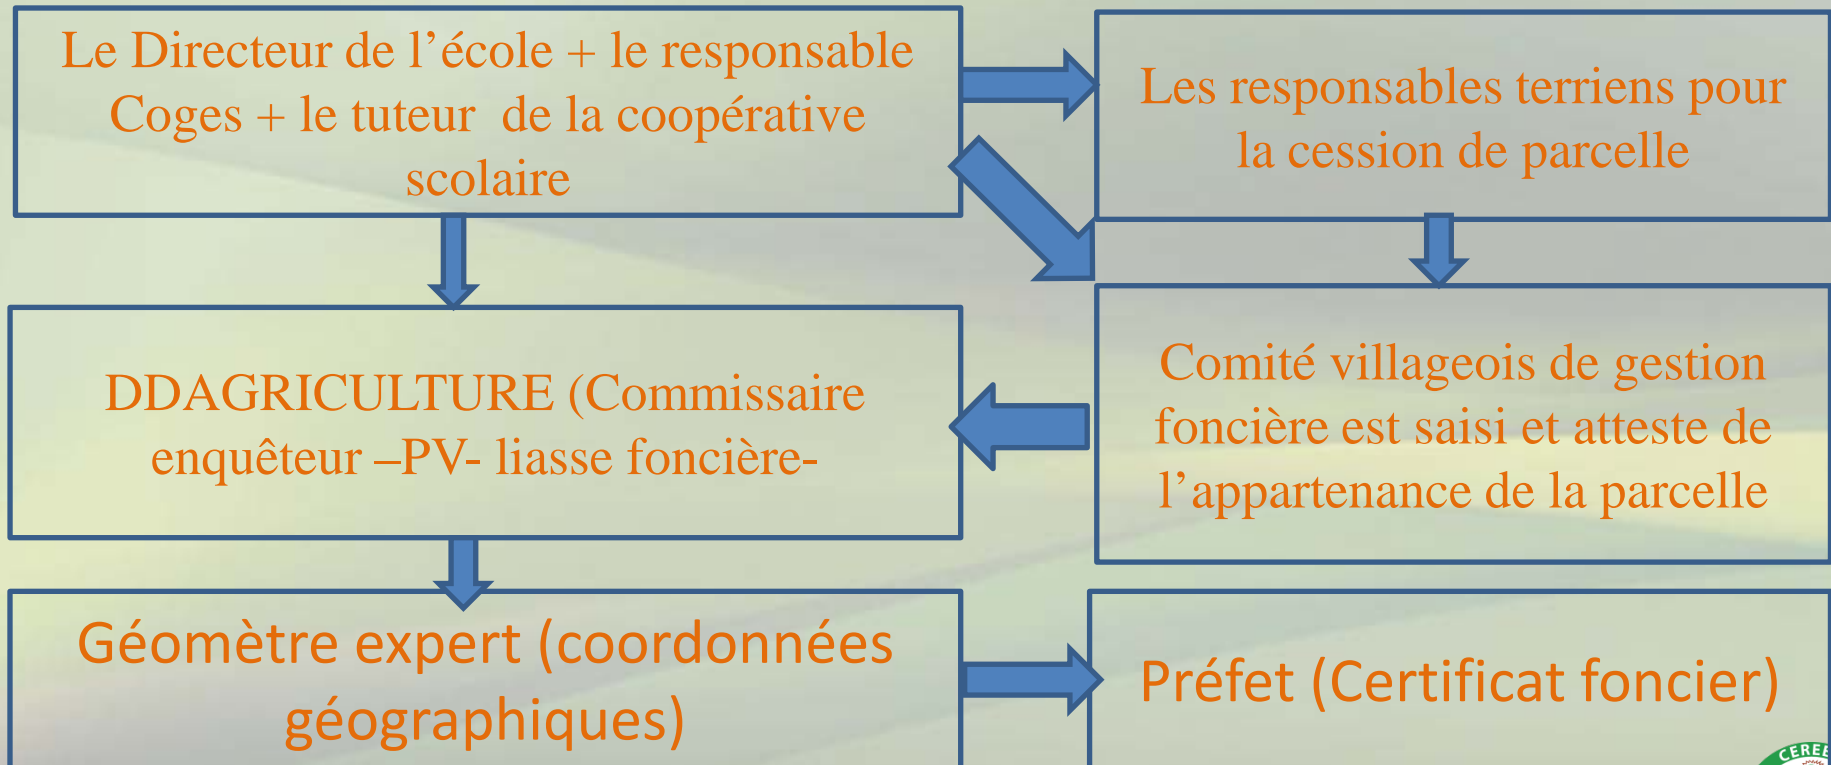 Le Directeur de l’école + le responsable
Coges + le tuteur de la coopérative
scolaire
Les responsables terriens pour
la cession de parcelle
DDAGRICULTURE (Commissaire
enquêteur –PV- liasse foncière-
Comité villageois de gestion
foncière est saisi et atteste de
l’appartenance de la parcelle
Géomètre expert (coordonnées
géographiques)
Préfet (Certificat foncier)